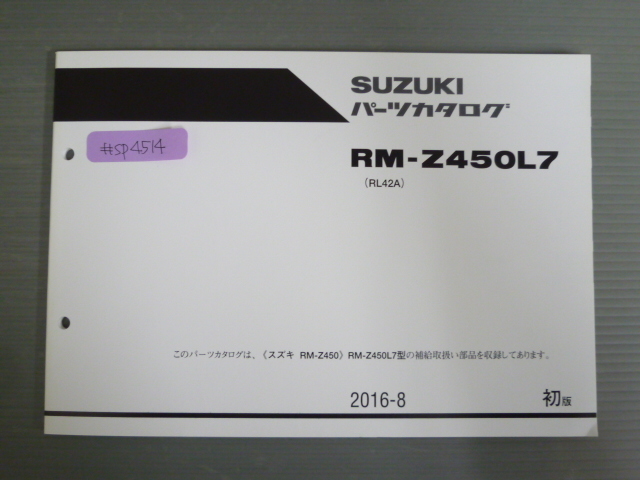 SUZUKI
パーツカタログ
#SP4514
RM-Z450L7
(RL42A)
このパーツカタログは、《スズキ RM-Z450》RM-Z450L7型の補給取扱い部品を収録してあります。
2016-8 初版